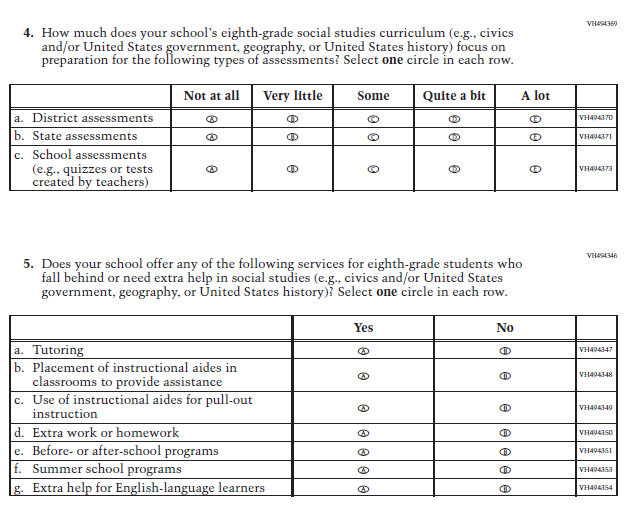 VH494369
4. How much does your school's eighth-grade social studies curriculum (e.g., civics
and/or United States government, geography, or United States history) focus on
preparation for the following types of assessments? Select one circle in each row.
Not at all Very little Some Quite a bit A lot
a. District assessments Ⓐ Ⓑ Ⓒ Ⓓ Ⓔ VH494370
b. State assessments Ⓐ Ⓑ Ⓒ Ⓓ Ⓔ VH494371
c. School assessments
(e.g., quizzes or tests Ⓐ Ⓑ Ⓒ Ⓓ Ⓔ VH494373
created by teachers)
VH494346
5. Does your school offer any of the following services for eighth-grade students who
fall behind or need extra help in social studies (e.g., civics and/or United States
government, geography, or United States history)? Select one circle in each row.
Yes No
a. Tutoring Ⓐ Ⓑ VH494347
b. Placement of instructional aides in
classrooms to provide assistance Ⓐ Ⓑ VH494348
c. Use of instructional aides for pull-out
instruction Ⓐ Ⓑ VH494349
d. Extra work or homework Ⓐ Ⓑ VH494350
e. Before- or after-school programs Ⓐ Ⓑ VH494351
f. Summer school programs Ⓐ Ⓑ VH494353
g. Extra help for English-language learners Ⓐ Ⓑ VH494354